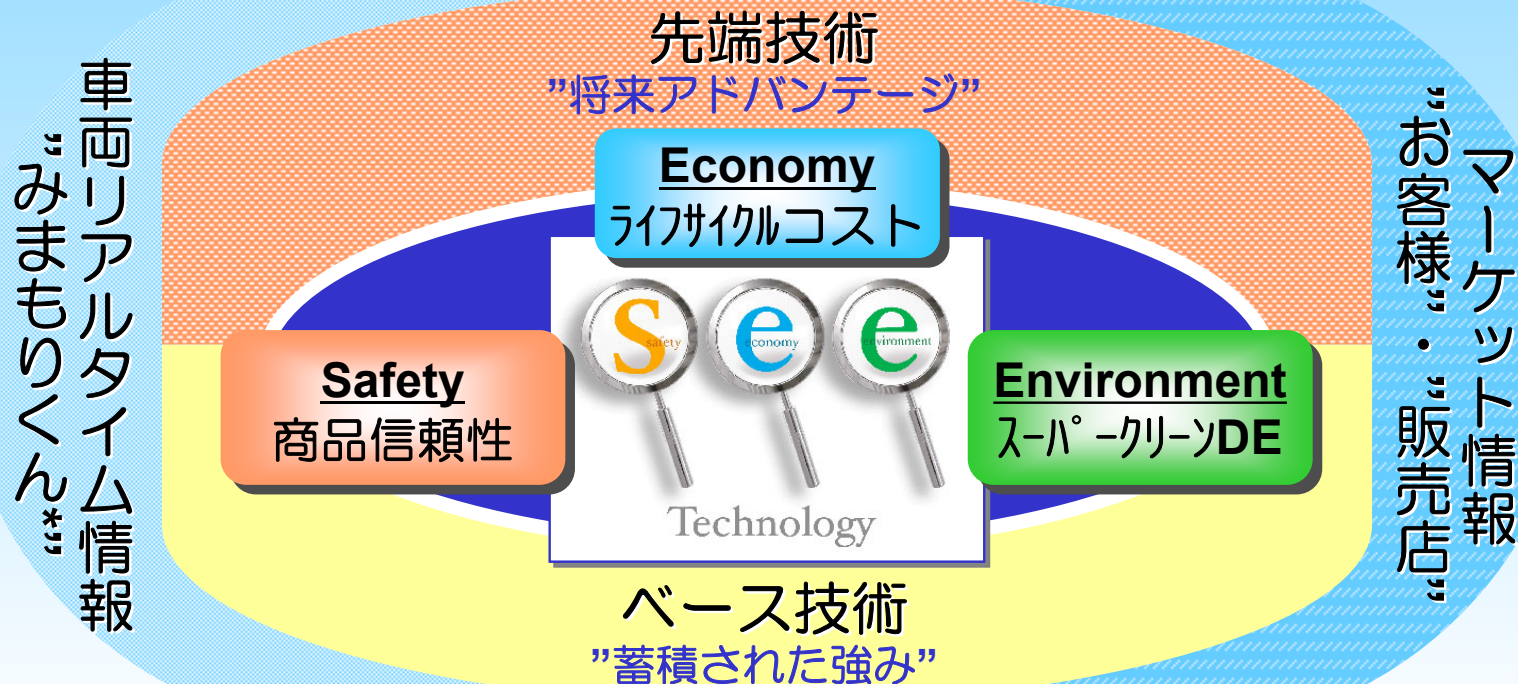 先端技術
”将来アドバンテージ”
車両リアルタイム情報
”みまもりくん*”
マーケット情報
”お客様”・”販売店”
Economy
ﾗｲﾌｻｲｸﾙコスト
Safety
商品信頼性
Environment
ｽｰﾊﾟｰｸﾘｰﾝDE
S
safety
e
economy
e
environment
Technology
ベース技術
”蓄積された強み”